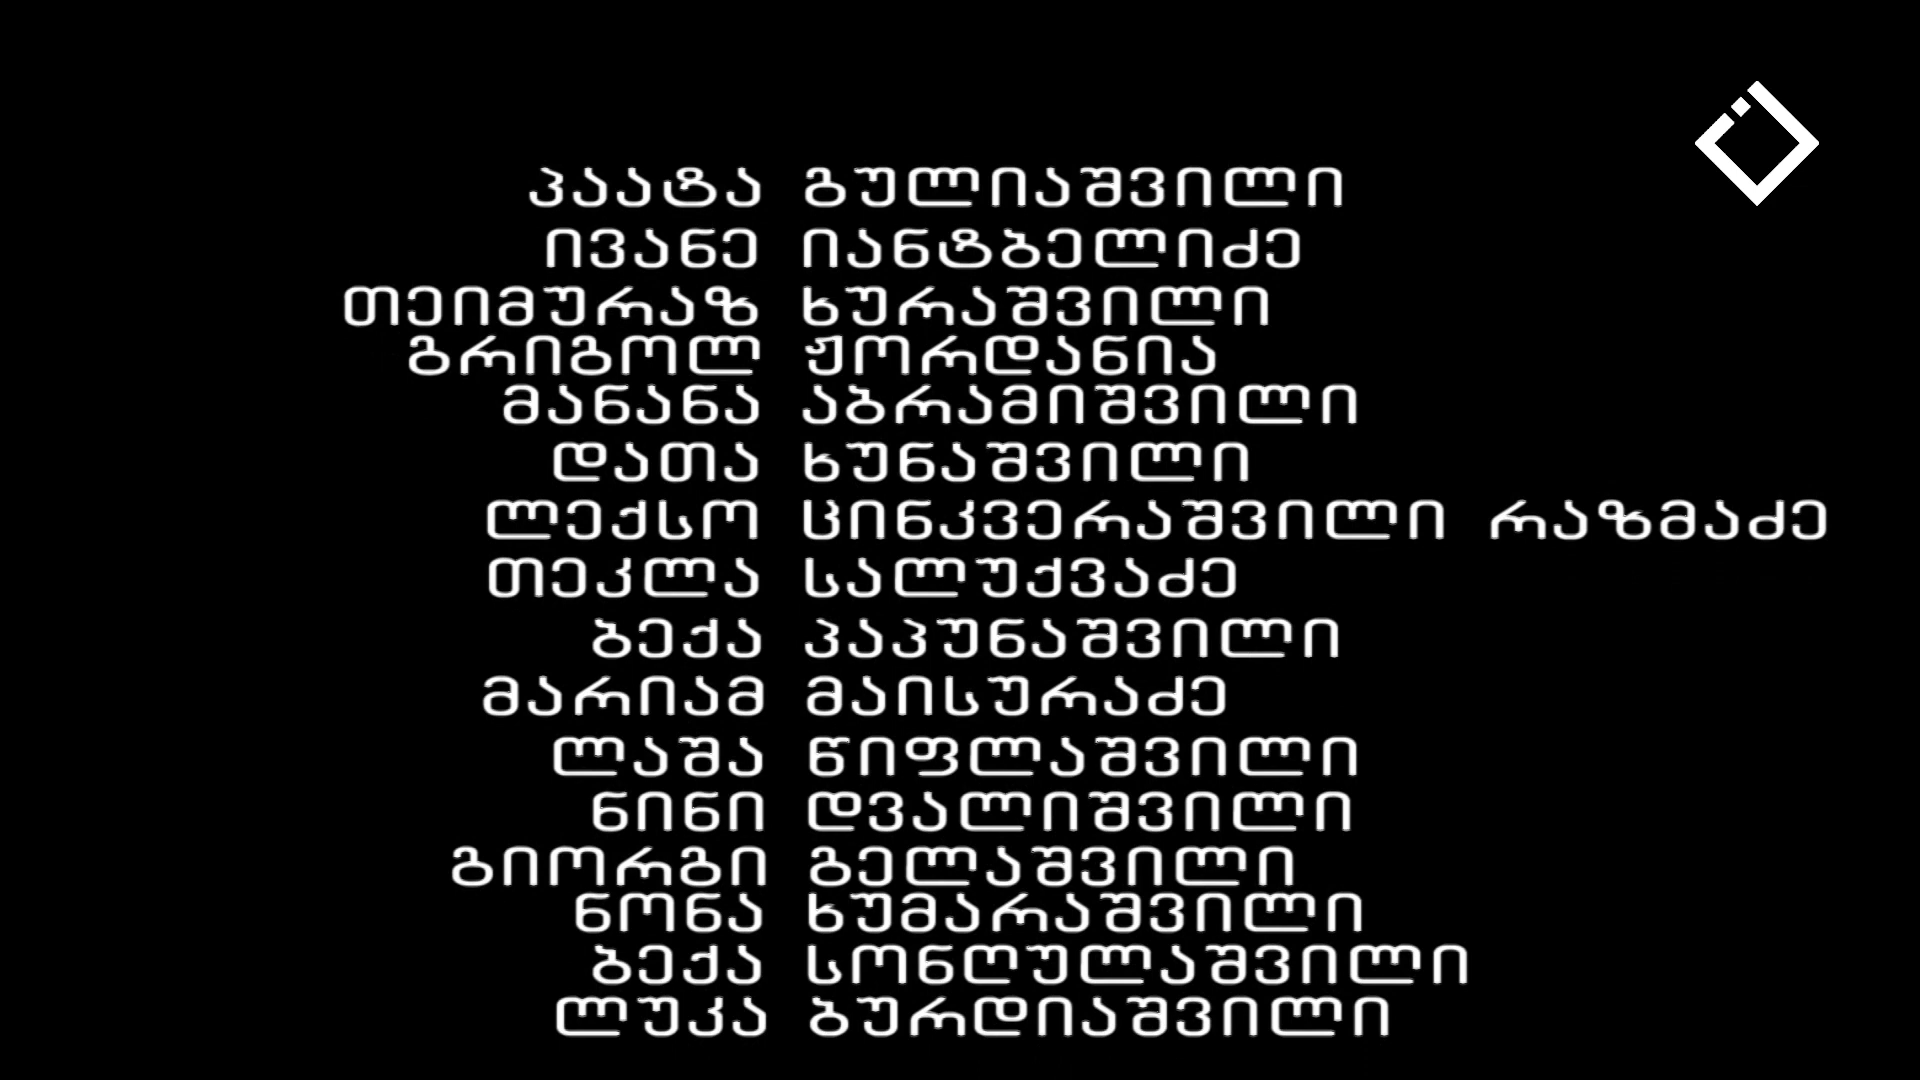 პაატა გულიაშვილი
ივანე იანტბელიძე
თეიმურაზ ხურაშვილი
გრიგოლ ჟორდანია
მანანა აბრამიშვილი
დათა ხუნაშვილი
ლექსო ცინკვერაშვილი რაზმაძე
თეკლა სალუქვაძე
ბექა პაპუნაშვილი
მარიამ მაისურაძე
ლაშა წიფლაშვილი
ნინი დვალიშვილი
გიორგი გელაშვილი
ნონა ხუმარაშვილი
ბექა სონღულაშვილი
ლუკა ბურდიაშვილი